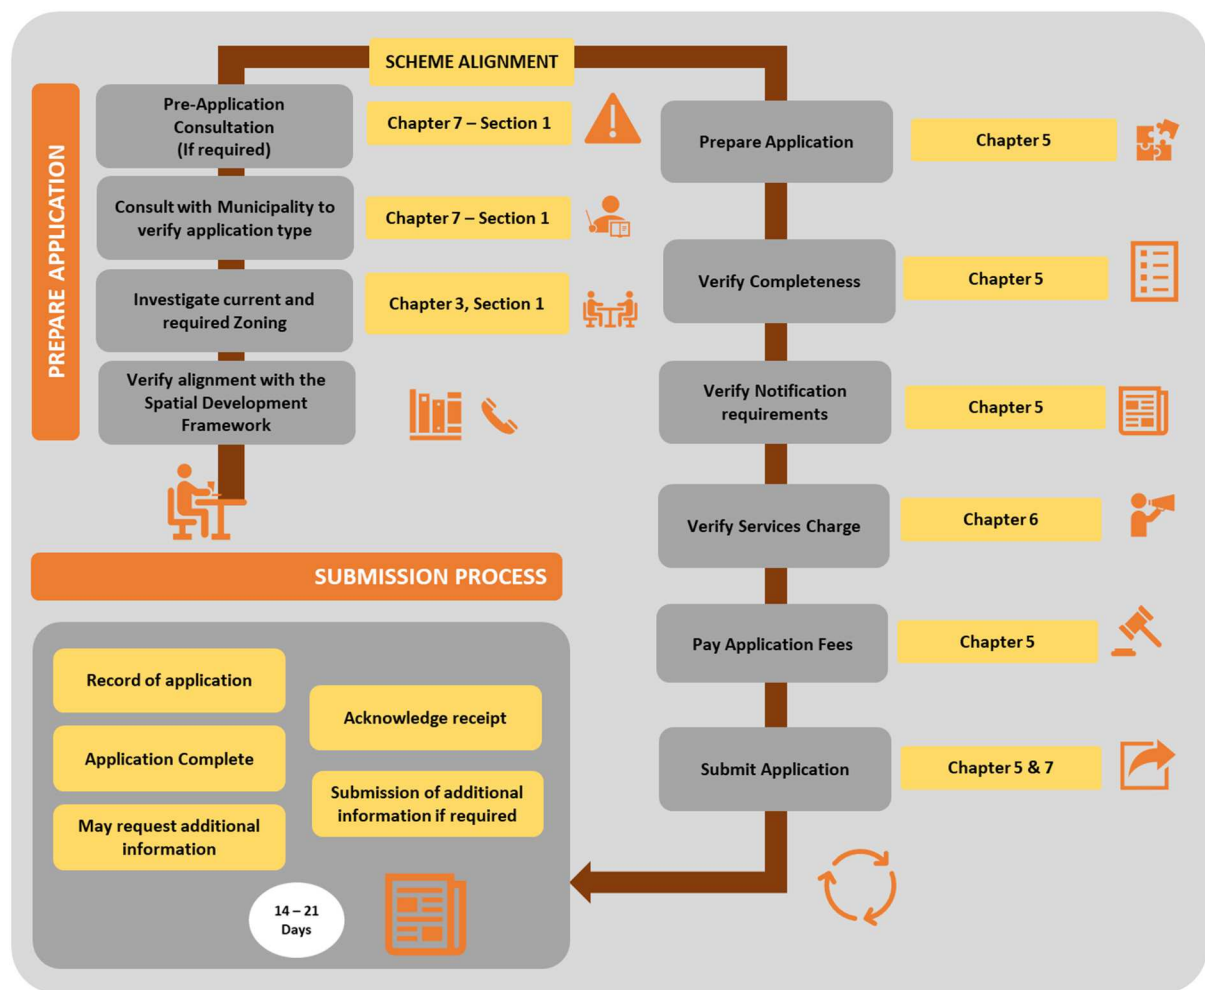 SCHEME ALIGNMENT
PREPARE APPLICATION
Pre-Application
Consultation
(If required)
Chapter 7 – Section 1
Consult with Municipality to
verify application type
Chapter 7 – Section 1
Investigate current and
required Zoning
Chapter 3, Section 1
Verify alignment with the
Spatial Development
Framework
Prepare Application
Chapter 5
Verify Completeness
Chapter 5
Verify Notification
requirements
Chapter 5
Verify Services Charge
Chapter 6
Pay Application Fees
Chapter 5
Submit Application
Chapter 5 & 7
SUBMISSION PROCESS
Record of application
Application Complete
May request additional
information
Acknowledge receipt
Submission of additional
information if required
14 – 21
Days